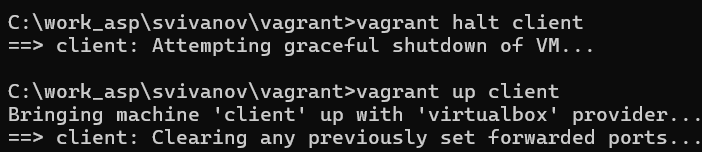 C:\work_asp\svivanov\vagrant>vagrant halt client
==> client: Attempting graceful shutdown of VM...
C:\work_asp\svivanov\vagrant>vagrant up client
Bringing machine 'client' up with 'virtualbox' provider...
==> client: Clearing any previously set forwarded ports...